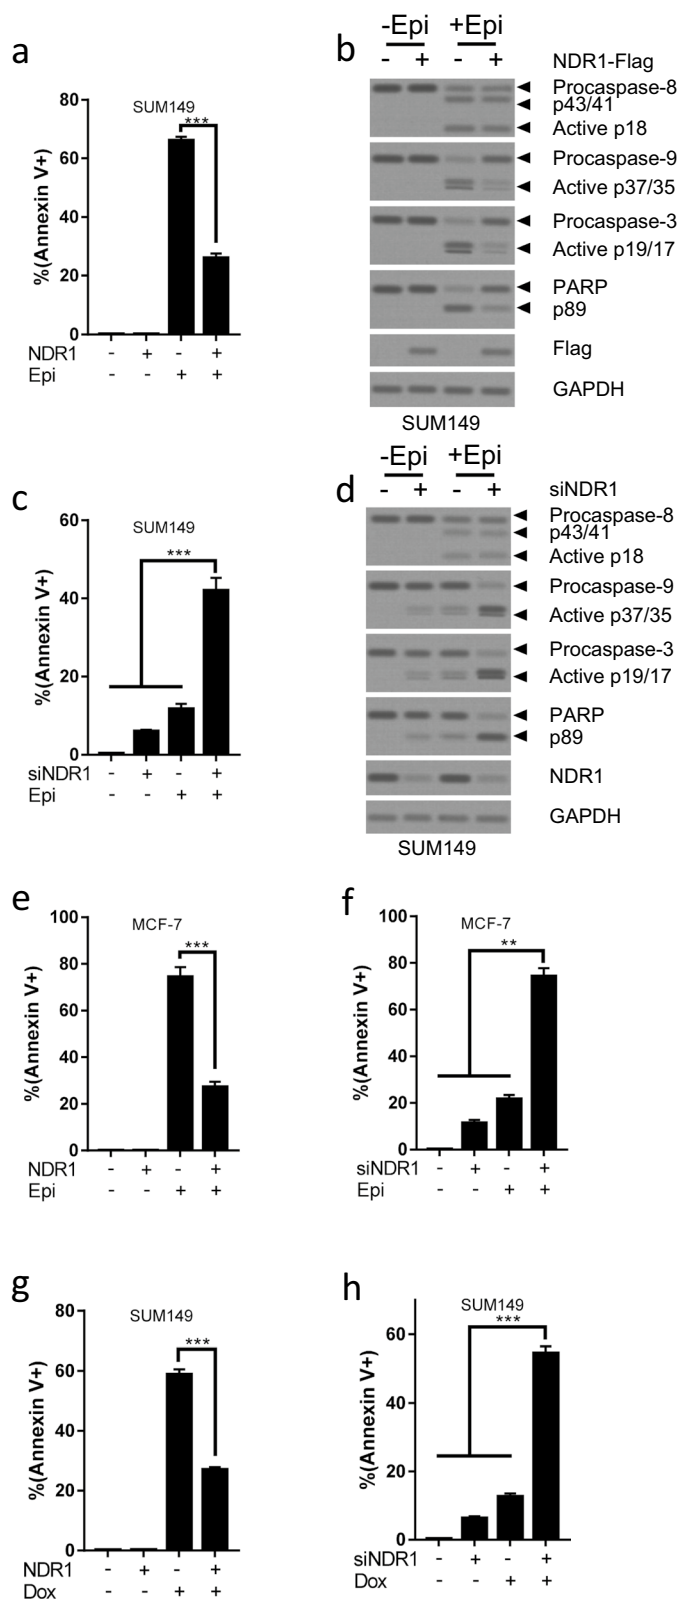 a
SUM149
***
%(Annexin V+)
80
60
40
20
0
NDR1 - + - +
Epi - - + +
b
-Epi +Epi
- + - + NDR1-Flag
Procaspase-8
p43/41
Active p18
Procaspase-9
Active p37/35
Procaspase-3
Active p19/17
PARP
p89
Flag
GAPDH
SUM149
c
SUM149
***
%(Annexin V+)
60
40
20
0
siNDR1 - + - +
Epi - - + +
d
-Epi +Epi
- + - + siNDR1
Procaspase-8
p43/41
Active p18
Procaspase-9
Active p37/35
Procaspase-3
Active p19/17
PARP
p89
NDR1
GAPDH
SUM149
e
MCF-7
***
%(Annexin V+)
100
80
60
40
20
0
NDR1 - + - +
Epi - - + +
f
MCF-7
**
%(Annexin V+)
100
80
60
40
20
0
siNDR1 - + - +
Epi - - + +
g
SUM149
***
%(Annexin V+)
80
60
40
20
0
NDR1 - + - +
Dox - - + +
h
SUM149
***
%(Annexin V+)
60
40
20
0
siNDR1 - + - +
Dox - - + +